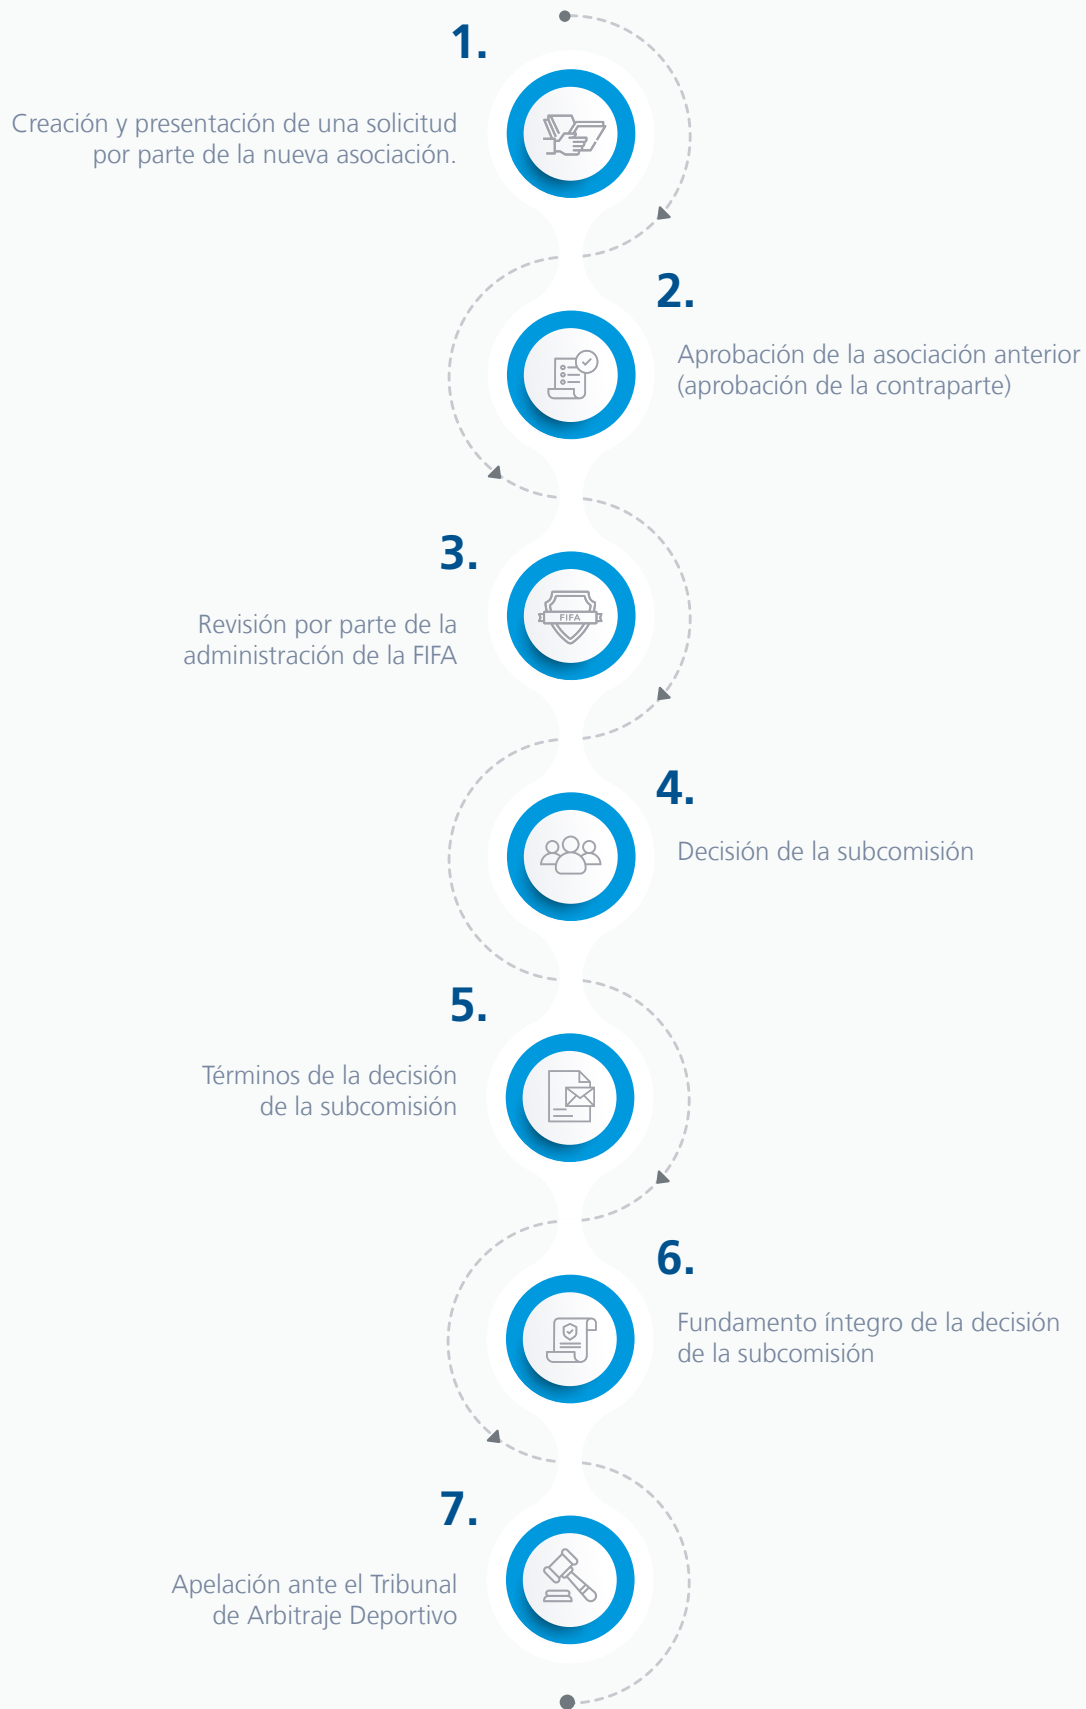 1.
Creación y presentación de una solicitud
por parte de la nueva asociación.
2.
Aprobación de la asociación anterior
(aprobación de la contraparte)
3.
FIFA
Revisión por parte de la
administración de la FIFA
4.
Decisión de la subcomisión
5.
Términos de la decisión
de la subcomisión
6.
Fundamento íntegro de la decisión
de la subcomisión
7.
Apelación ante el Tribunal
de Arbitraje Deportivo